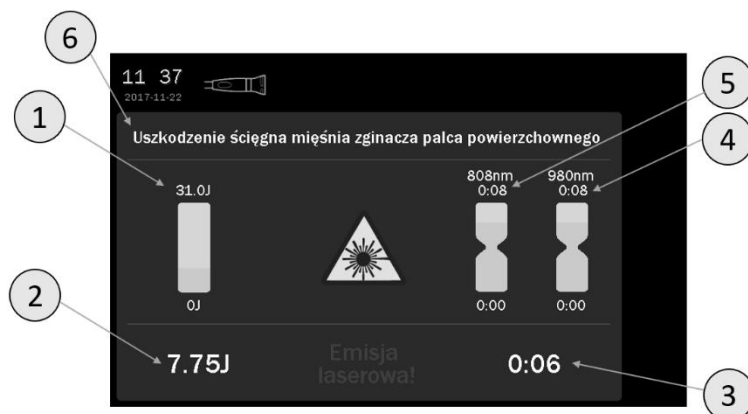 6
11 37
2017-11-22
5
1
Uszkodzenie ścięgna mięśnia zginacza palca powierzchownego
4
808nm 980nm
31.0J 0:08 0:08
0J 0:00 0:00
2
7.75J Emisja laserowa! 0:06
3